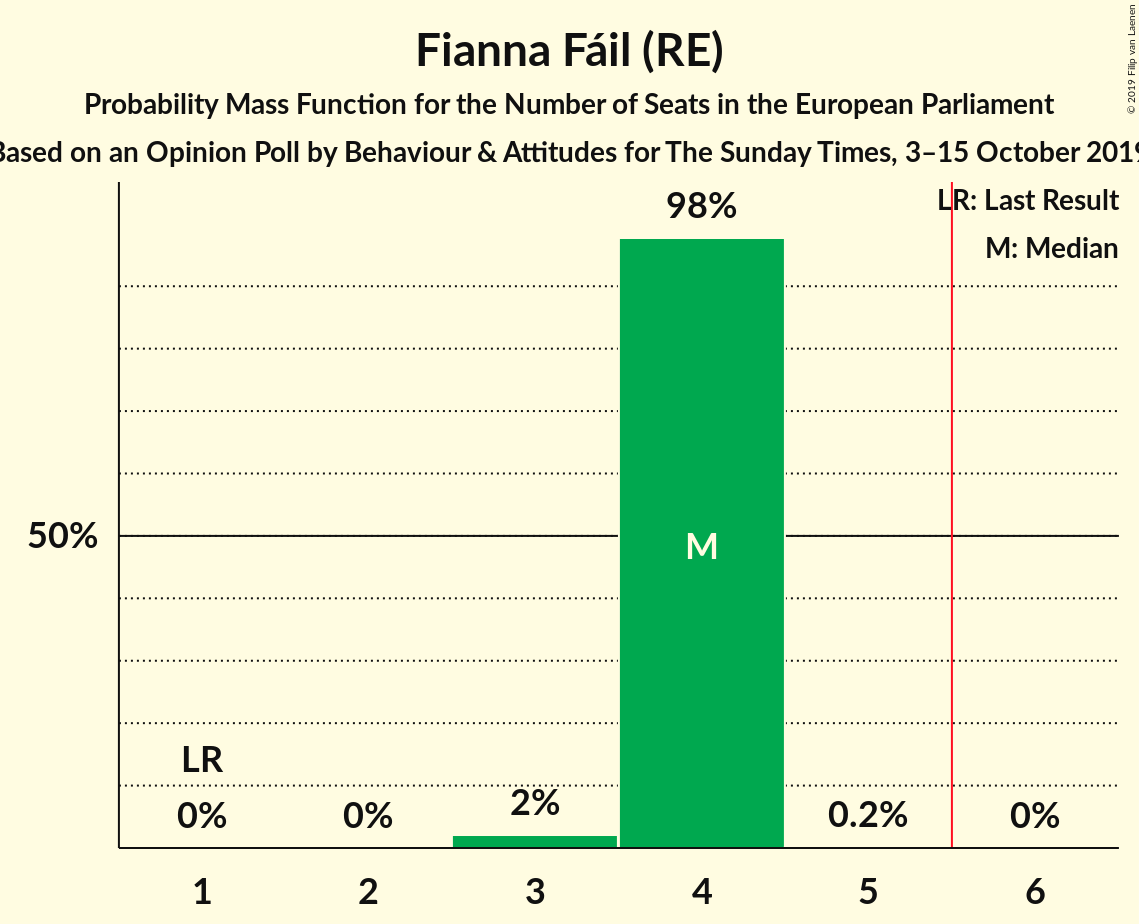 Fianna Fáil (RE)
Probability Mass Function for the Number of Seats in the European Parliament
Based on an Opinion Poll by Behaviour & Attitudes for The Sunday Times, 3–15 October 2019
© 2019 Filip van Laenen
LR: Last Result
M: Median
98%
50%
M
LR
0%
0%
2%
0.2%
0%
1
2
3
4
5
6